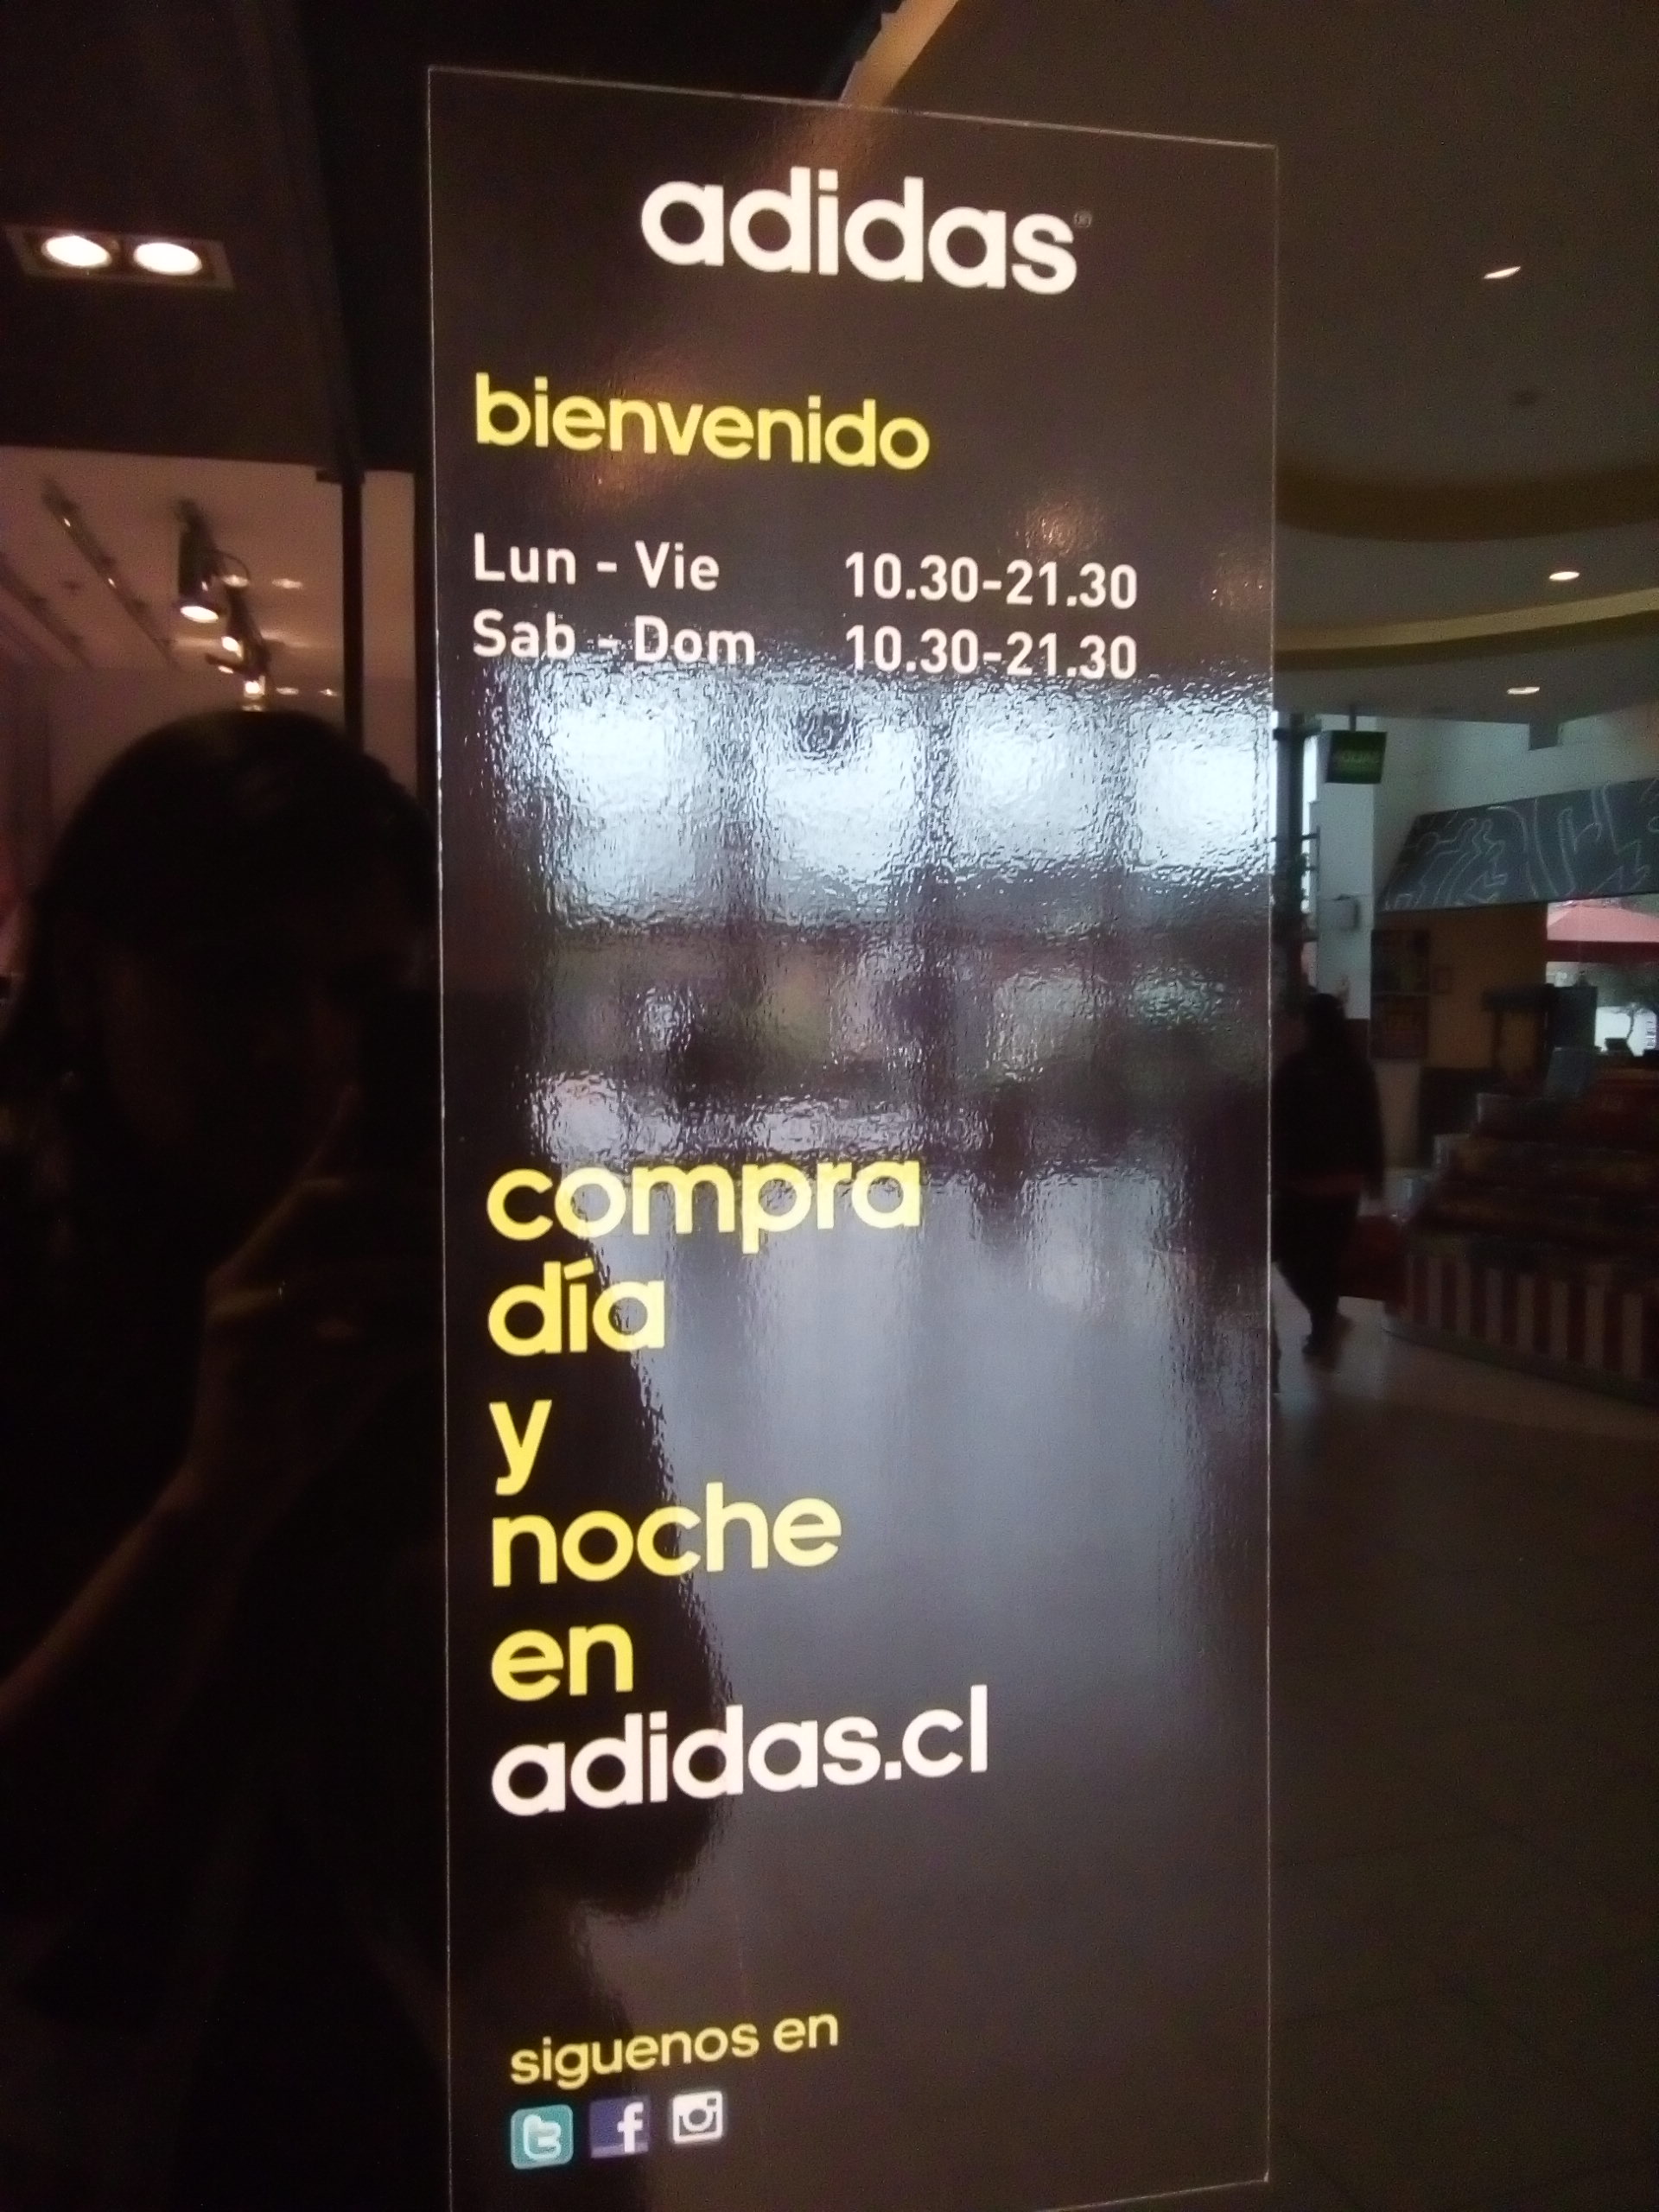 adidas
bienvenido
Lun - Vie 10.30-21.30
Sab - Dom 10.30-21.30
compra
día
y
noche
en
adidas.cl
siguenos en